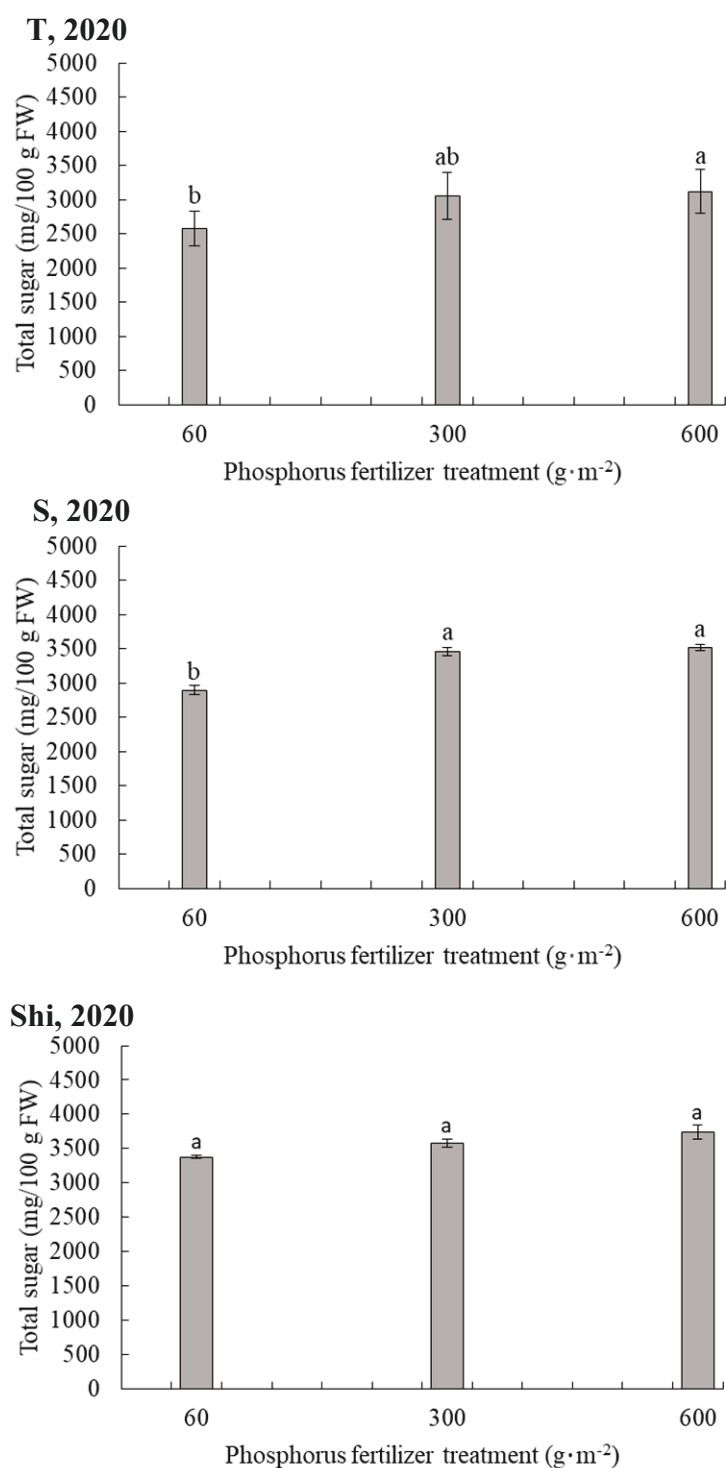 T, 2020
5000
4500
4000
3500
3000
2500
2000
1500
1000
500
0
Total sugar (mg/100 g FW)
b
ab
a
60
300
600
Phosphorus fertilizer treatment (g·m⁻²)
S, 2020
5000
4500
4000
3500
3000
2500
2000
1500
1000
500
0
Total sugar (mg/100 g FW)
b
a
a
60
300
600
Phosphorus fertilizer treatment (g·m⁻²)
Shi, 2020
5000
4500
4000
3500
3000
2500
2000
1500
1000
500
0
Total sugar (mg/100 g FW)
a
a
a
60
300
600
Phosphorus fertilizer treatment (g·m⁻²)